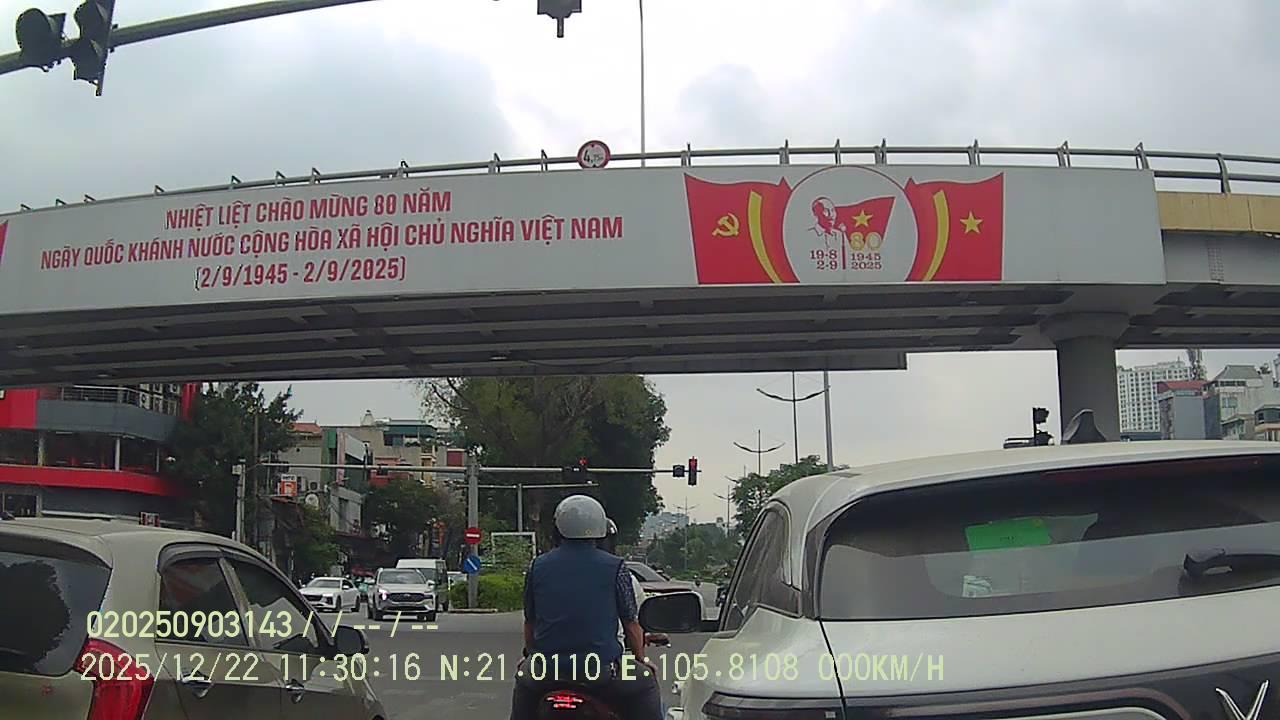 4,75m
NHIỆT LIỆT CHÀO MỪNG 80 NĂM
NGÀY QUỐC KHÁNH NƯỚC CỘNG HÒA XÃ HỘI CHỦ NGHĨA VIỆT NAM
(2/9/1945 - 2/9/2025)
80
19-8 1945
2-9 2025
020250903143 / / -- / --
2025/12/22 11:30:16 N:21.0110 E:105.8108 000KM/H